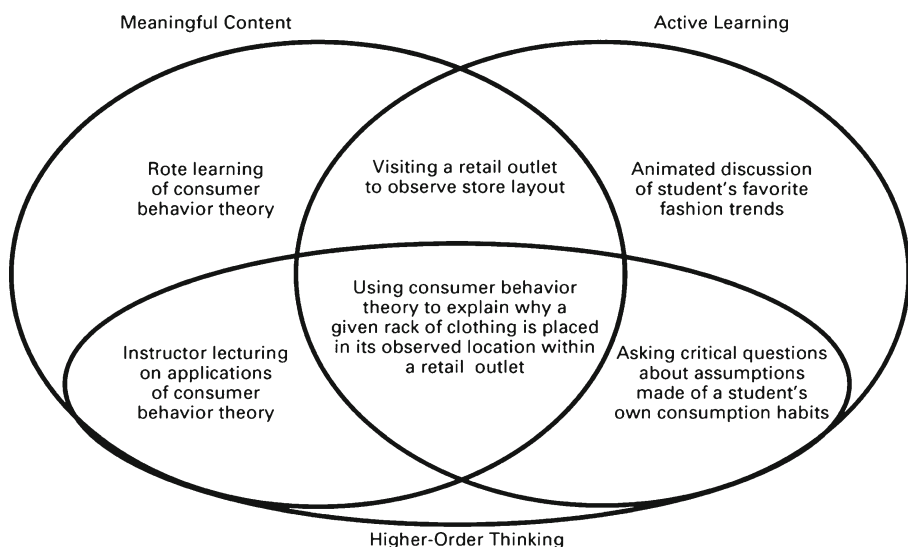 Meaningful Content
Active Learning
Rote learning
of consumer
behavior theory
Visiting a retail outlet
to observe store layout
Animated discussion
of student's favorite
fashion trends
Using consumer behavior
theory to explain why a
given rack of clothing is placed
in its observed location within
a retail outlet
Instructor lecturing
on applications
of consumer
behavior theory
Asking critical questions
about assumptions
made of a student's
own consumption habits
Higher-Order Thinking